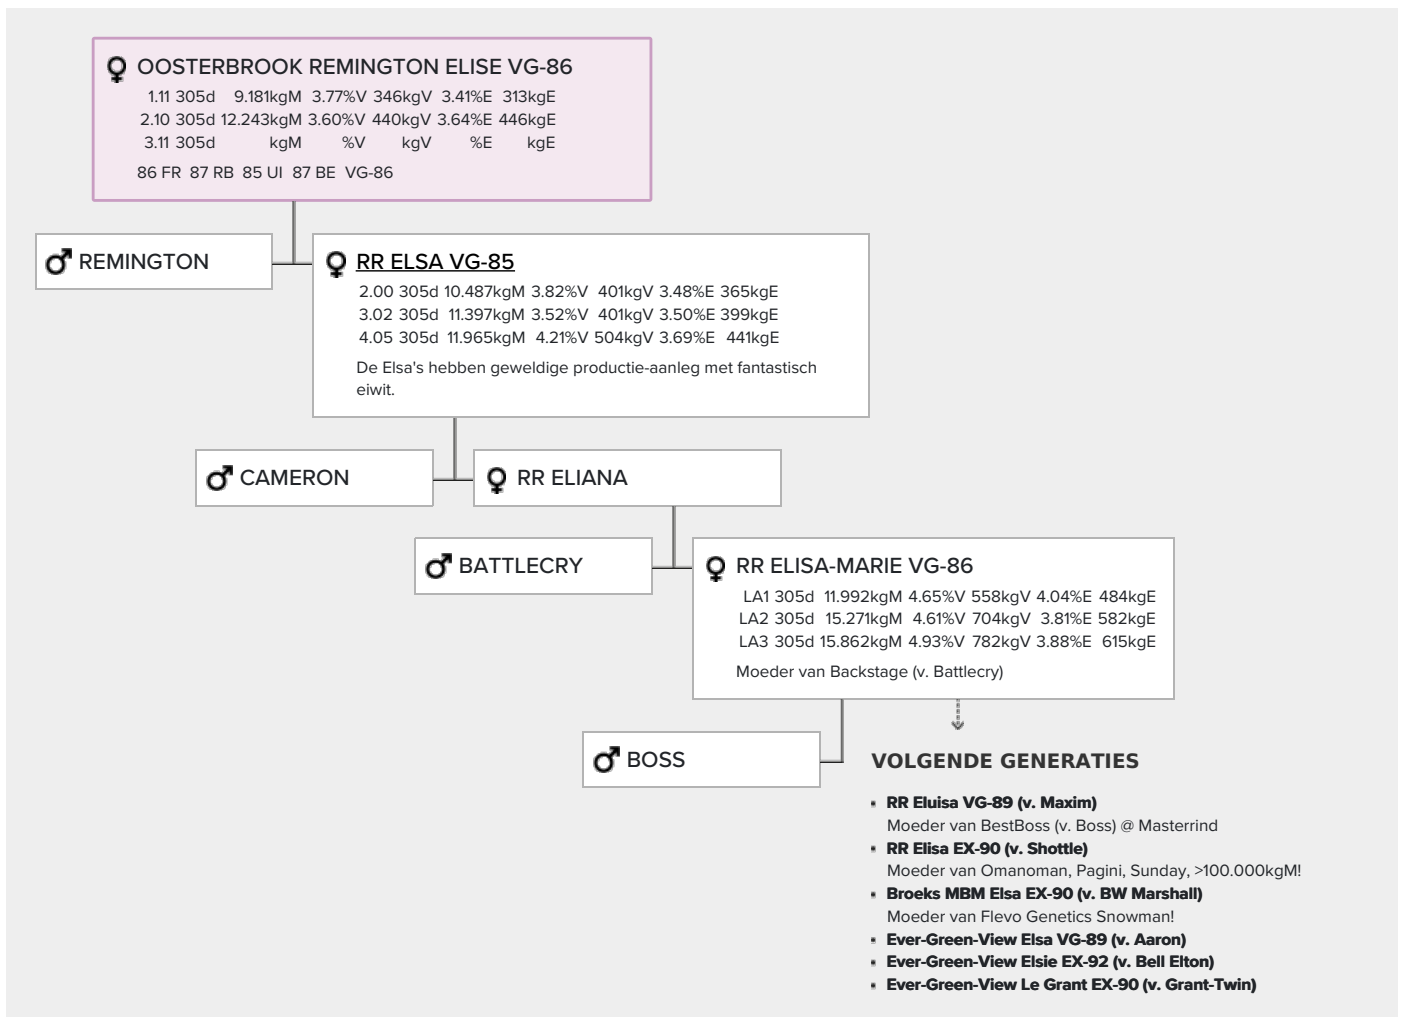 OOSTERBROOK REMINGTON ELISE VG-86
1.11 305d 9.181kgM 3.77%V 346kgV 3.41%E 313kgE
2.10 305d 12.243kgM 3.60%V 440kgV 3.64%E 446kgE
3.11 305d kgM %V kgV %E kgE
86 FR 87 RB 85 UI 87 BE VG-86
REMINGTON
RR ELSA VG-85
2.00 305d 10.487kgM 3.82%V 401kgV 3.48%E 365kgE
3.02 305d 11.397kgM 3.52%V 401kgV 3.50%E 399kgE
4.05 305d 11.965kgM 4.21%V 504kgV 3.69%E 441kgE
De Elsa's hebben geweldige productie-aanleg met fantastisch
eiwit.
CAMERON
RR ELIANA
BATTLECRY
RR ELISA-MARIE VG-86
LA1 305d 11.992kgM 4.65%V 558kgV 4.04%E 484kgE
LA2 305d 15.271kgM 4.61%V 704kgV 3.81%E 582kgE
LA3 305d 15.862kgM 4.93%V 782kgV 3.88%E 615kgE
Moeder van Backstage (v. Battlecry)
BOSS
VOLGENDE GENERATIES
RR Eluisa VG-89 (v. Maxim)
Moeder van BestBoss (v. Boss) @ Masterrind
RR Elisa EX-90 (v. Shottle)
Moeder van Omanoman, Pagini, Sunday, >100.000kgM!
Broeks MBM Elsa EX-90 (v. BW Marshall)
Moeder van Flevo Genetics Snowman!
Ever-Green-View Elsa VG-89 (v. Aaron)
Ever-Green-View Elsie EX-92 (v. Bell Elton)
Ever-Green-View Le Grant EX-90 (v. Grant-Twin)